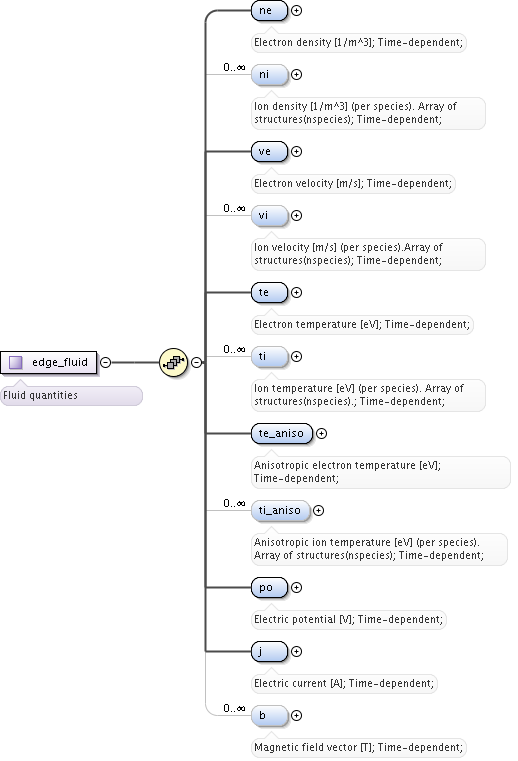 ne
Electron density [1/m^3]; Time-dependent;
0..∞
ni
Ion density [1/m^3] (per species). Array of
structures(nspecies); Time-dependent;
ve
Electron velocity [m/s]; Time-dependent;
0..∞
vi
Ion velocity [m/s] (per species).Array of
structures(nspecies); Time-dependent;
te
Electron temperature [eV]; Time-dependent;
edge_fluid
Fluid quantities
0..∞
ti
Ion temperature [eV] (per species). Array of
structures(nspecies).; Time-dependent;
te_aniso
Anisotropic electron temperature [eV];
Time-dependent;
0..∞
ti_aniso
Anisotropic ion temperature [eV] (per species).
Array of structures(nspecies); Time-dependent;
po
Electric potential [V]; Time-dependent;
j
Electric current [A]; Time-dependent;
0..∞
b
Magnetic field vector [T]; Time-dependent;